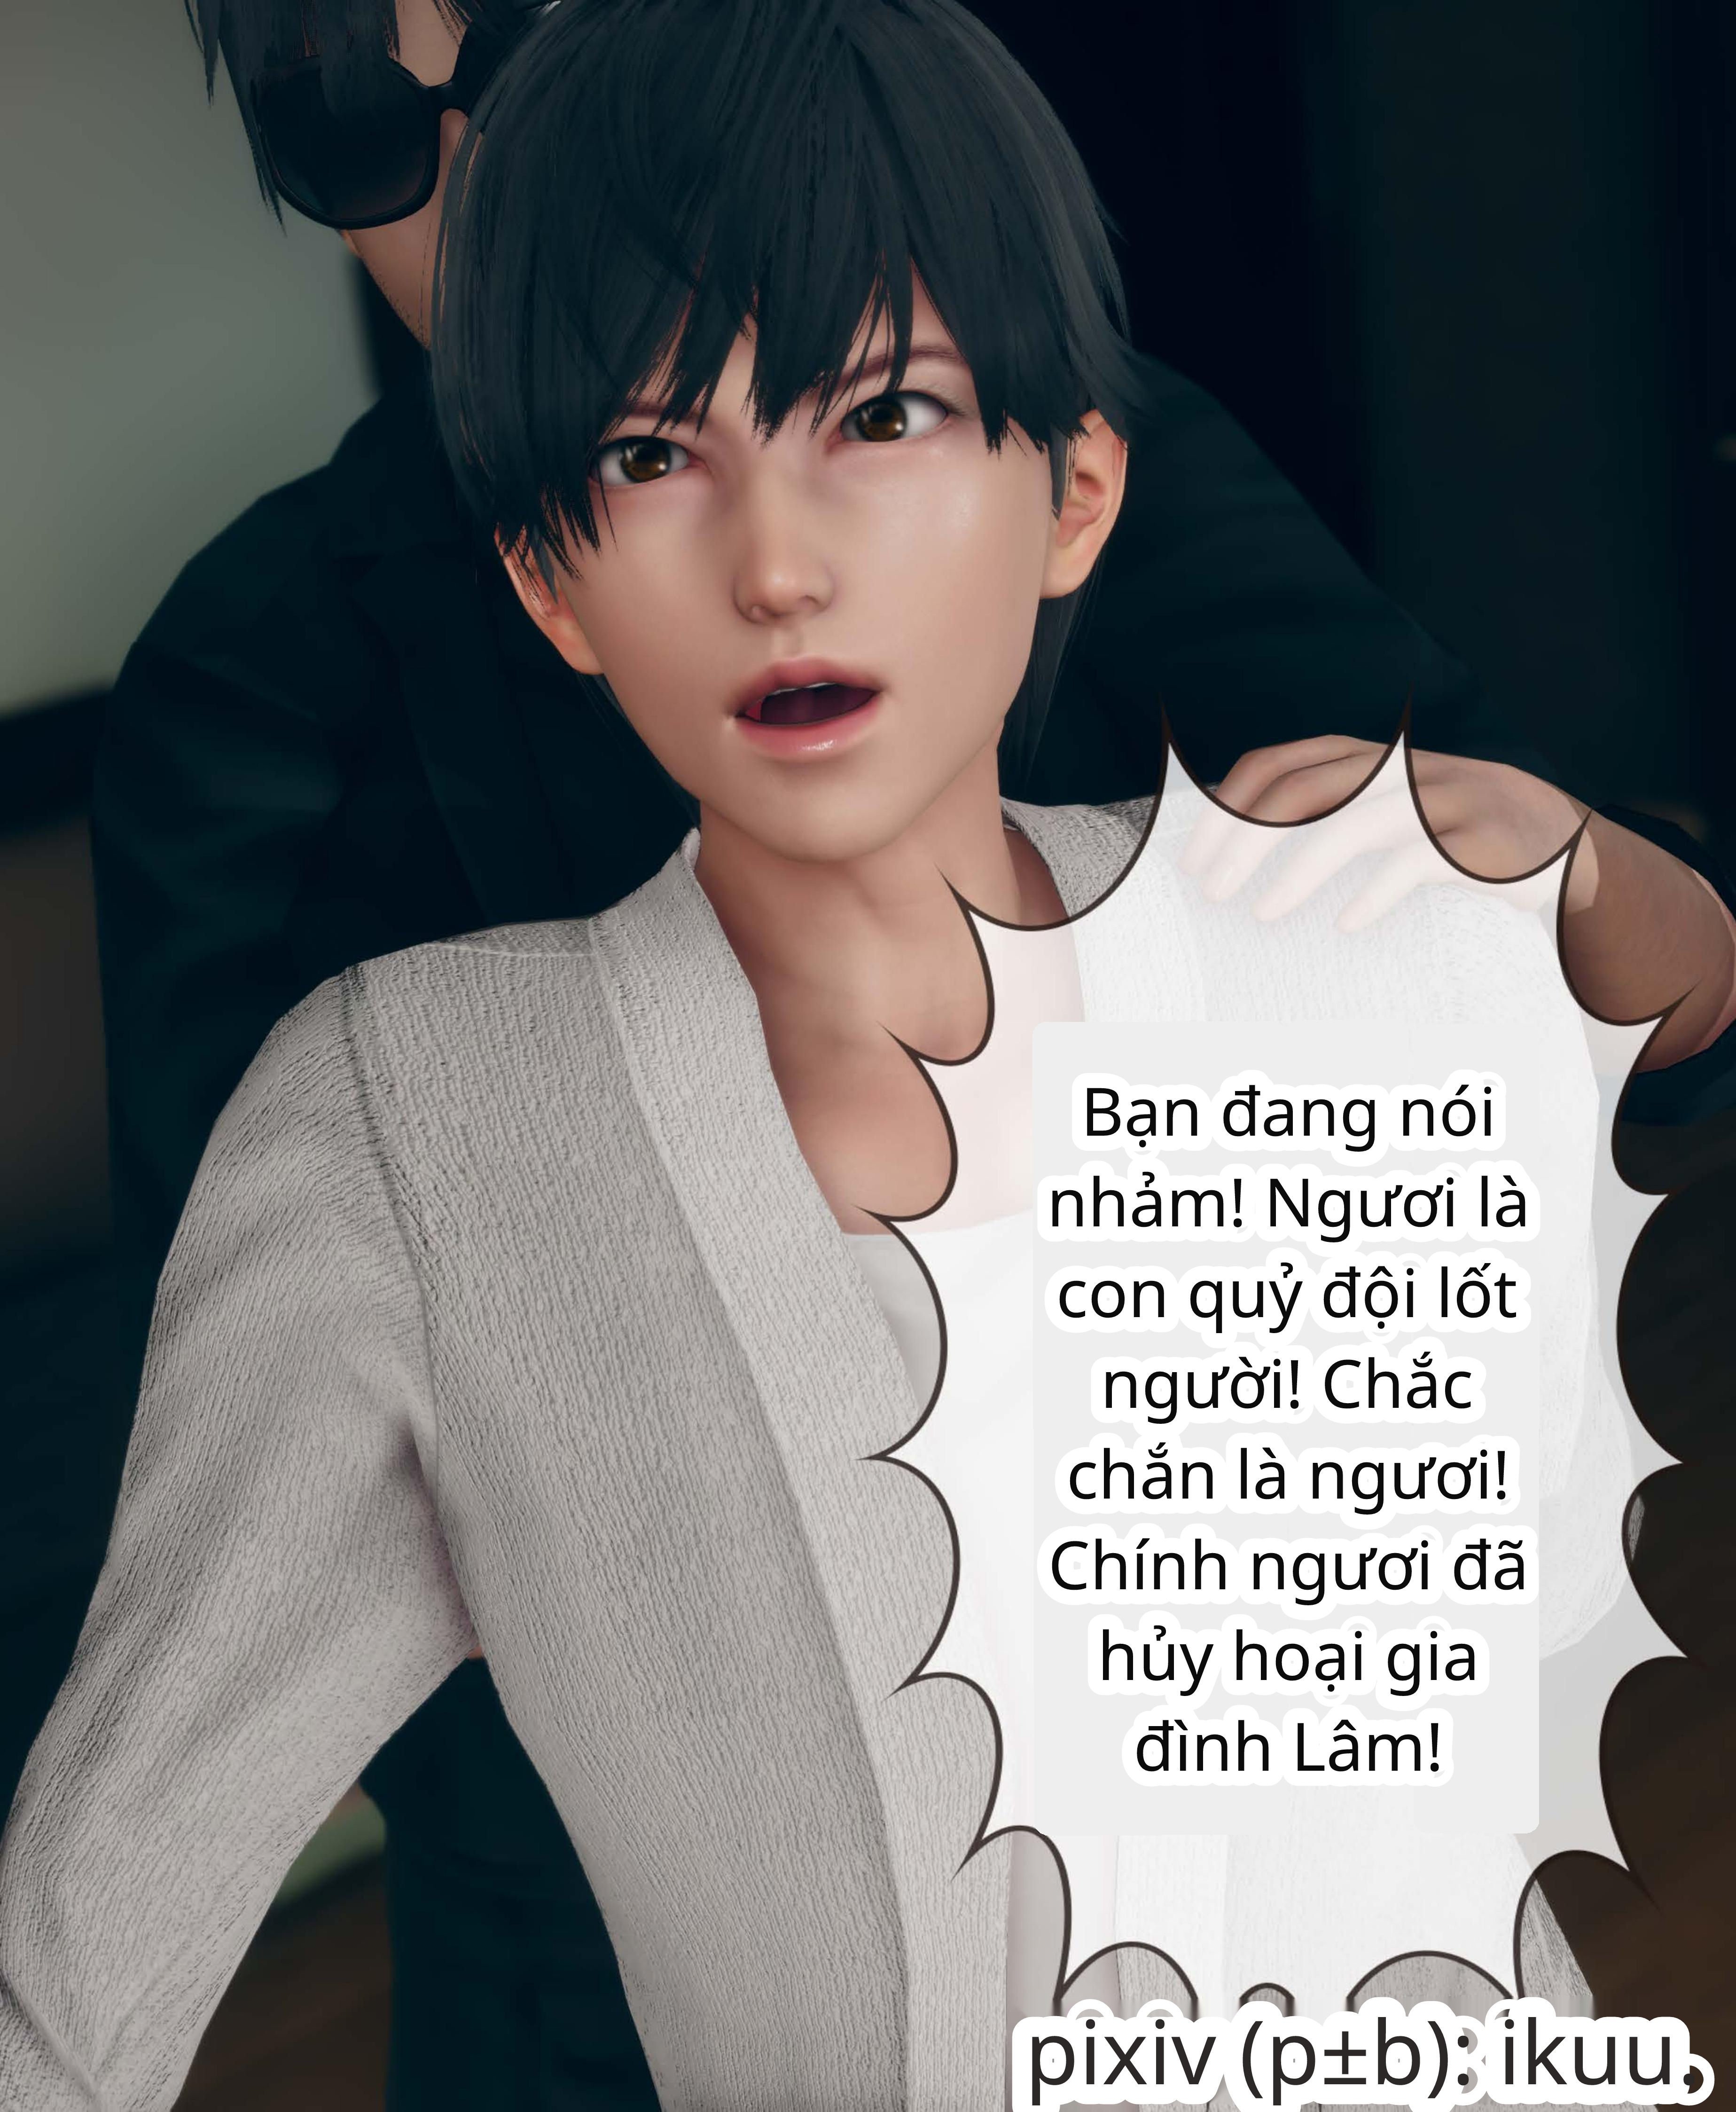 Bạn đang nói
nhảm! Ngươi là
con quỷ đội lốt
người! Chắc
chắn là ngươi!
Chính ngươi đã
hủy hoại gia
đình Lâm!
pixiv (p±b): ikuu,